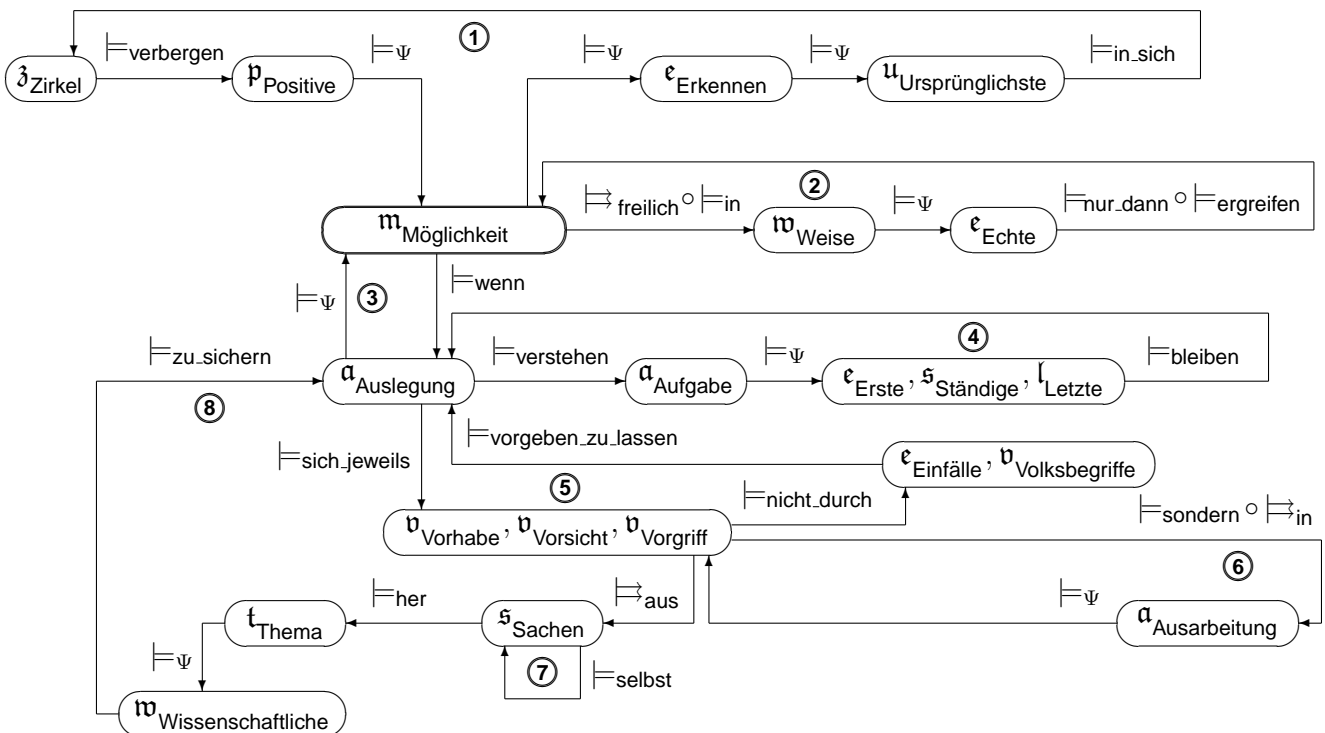 ⊨verbergen ① ⊨Ψ ⊨Ψ ⊨Ψ ⊨in_sich
𝔷Zirkel 𝔭Positive 𝔢Erkennen 𝔲Ursprünglichste
⊨⃗freilich ∘ ⊨in ② ⊨Ψ ⊨nur_dann ∘ ⊨ergreifen
𝔪Möglichkeit 𝔴Weise 𝔢Echte
⊨Ψ ③ ⊨wenn
⊨zu_sichern ⊨verstehen ⊨Ψ ④ ⊨bleiben
𝔞Auslegung 𝔞Aufgabe 𝔢Erste, 𝔰Ständige, 𝔩Letzte
⑧
⊨sich_jeweils ⊨vorgeben_zu_lassen 𝔢Einfälle, 𝔳Volksbegriffe
⑤ ⊨nicht_durch ⊨sondern ∘ ⊨⃗in
𝔳Vorhabe, 𝔳Vorsicht, 𝔳Vorgriff
⑥
⊨her ⊨⃗aus ⊨Ψ
𝔱Thema 𝔰Sachen 𝔞Ausarbeitung
⊨Ψ ⑦ ⊨selbst
𝔴Wissenschaftliche